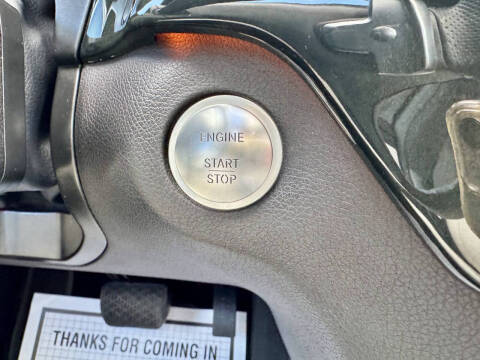 ENGINE
START
STOP
THANKS FOR COMING IN